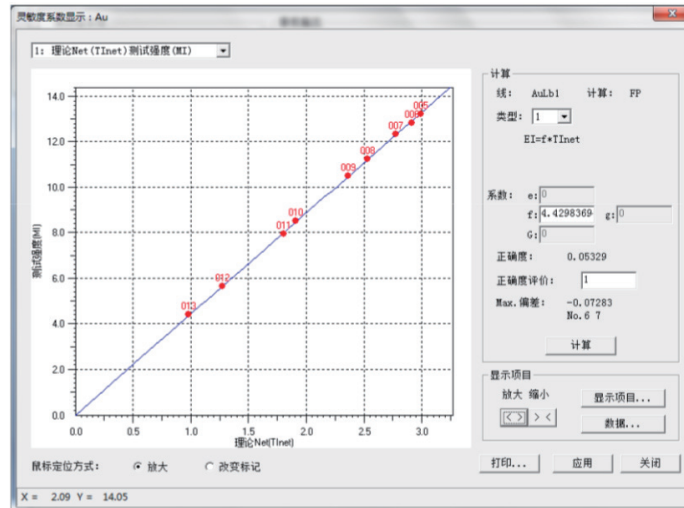 灵敏度系数显示：Au
1: 理论Net(TInet)测试强度(MI)
14.0
12.0
10.0
8.0
6.0
4.0
2.0
0.0
测试强度(MI)
005
006
007
008
009
010
011
012
013
0.0 0.5 1.0 1.5 2.0 2.5 3.0
理论Net(TInet)
鼠标定位方式： 放大 改变标记
X = 2.09 Y = 14.05
计算
线： AuLb1 计算： FP
类型： 1
EI=f*TInet
系数： e: 0
f: 4.4298369 g: 0
G: 0
正确度： 0.05329
正确度评价： 1
Max. 偏差： -0.07283
No.6 7
计算
显示项目
放大 缩小
< > > <
显示项目...
数据...
打印... 应用 关闭